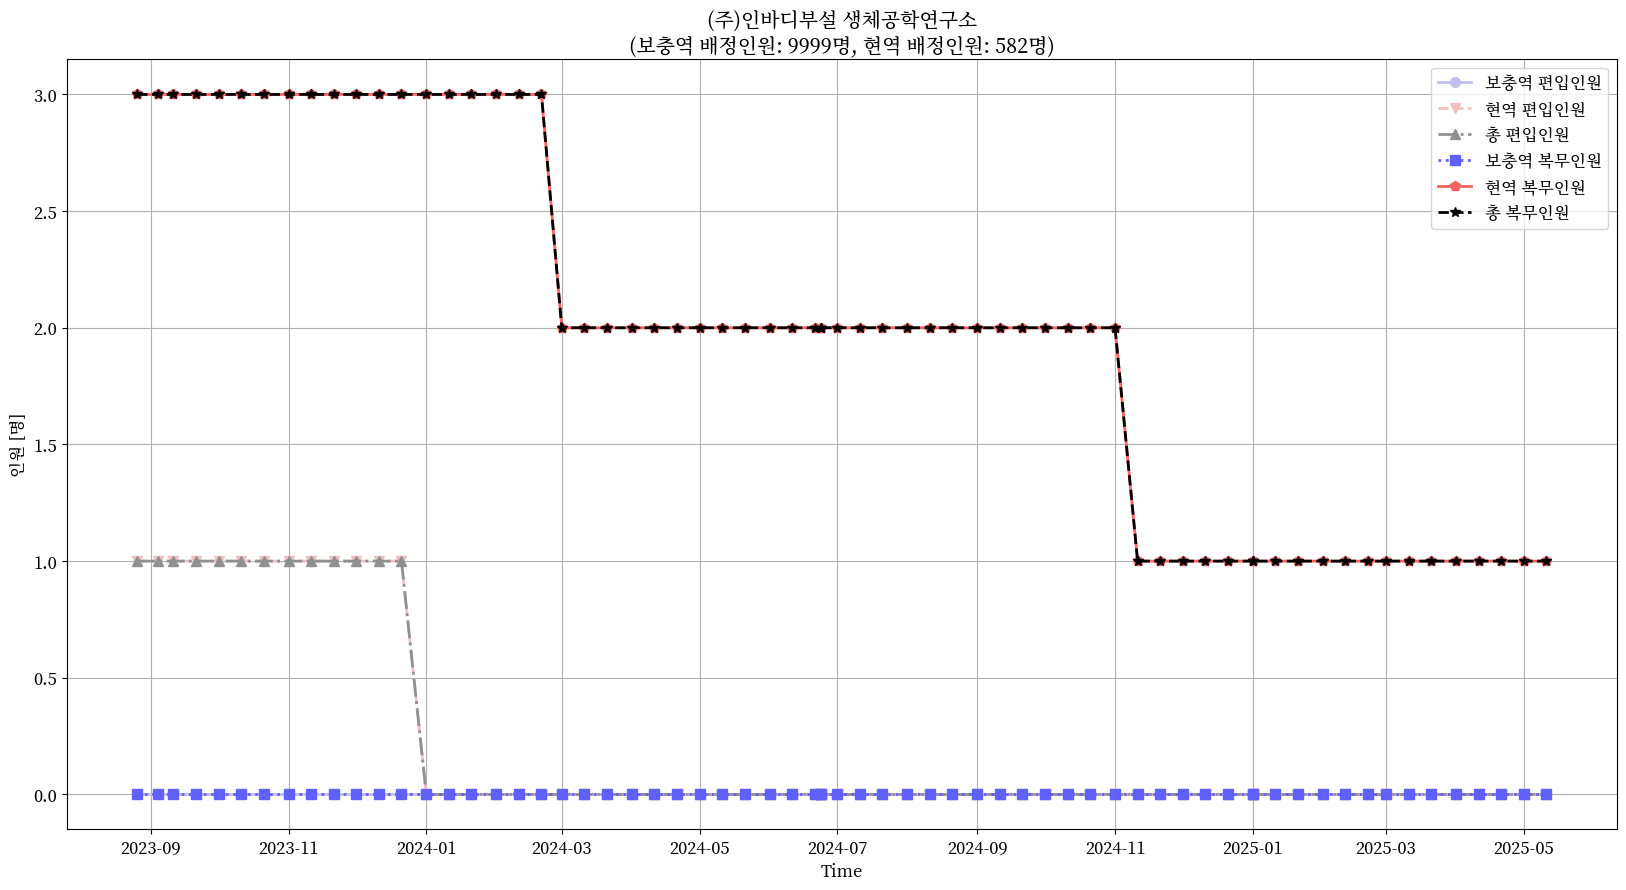 (주)인바디부설 생체공학연구소
(보충역 배정인원: 9999명, 현역 배정인원: 582명)
보충역 편입인원
현역 편입인원
총 편입인원
보충역 복무인원
현역 복무인원
총 복무인원
3.0
2.5
2.0
1.5
1.0
0.5
0.0
인원 [명]
2023-09 2023-11 2024-01 2024-03 2024-05 2024-07 2024-09 2024-11 2025-01 2025-03 2025-05
Time